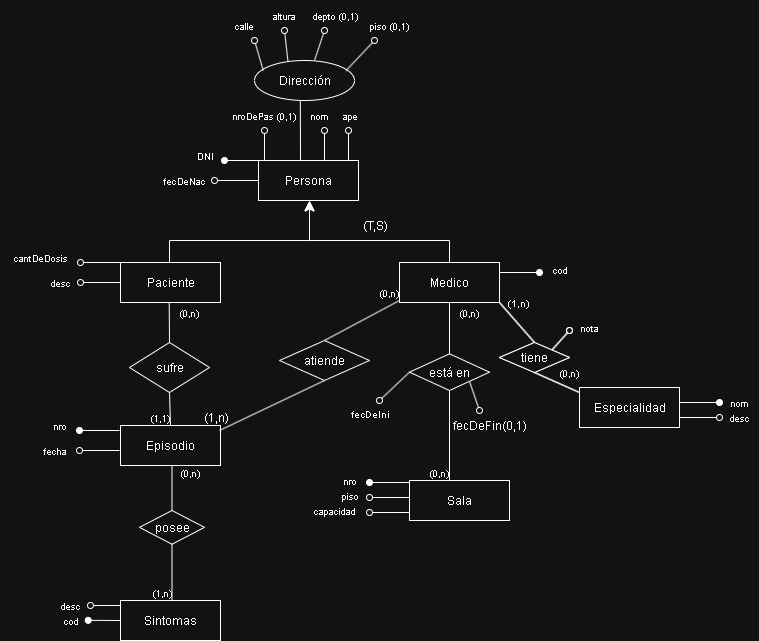 altura
depto (0,1)
calle
piso (0,1)
Dirección
nroDePas (0,1)
nom
ape
DNI
fecDeNac
Persona
(T,S)
cantDeDosis
desc
Paciente
Medico
cod
(0,n)
(1,n)
(0,n)
(0,n)
nota
sufre
atiende
está en
tiene
(0,n)
fecDeIni
fecDeFin(0,1)
Especialidad
nom
desc
(1,1)
(1,n)
nro
fecha
Episodio
(0,n)
(0,n)
nro
piso
capacidad
Sala
posee
(1,n)
desc
cod
Sintomas